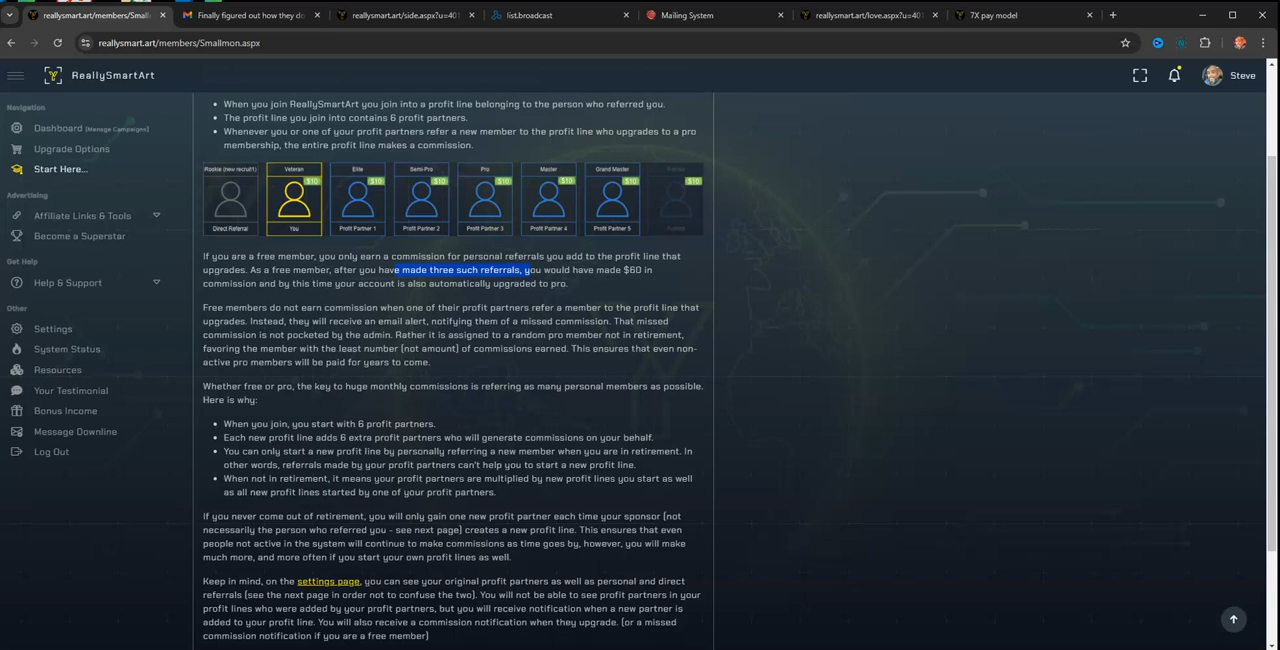 reallysmart.art/members/Small
Finally figured out how they do
reallysmart.art/side.aspx?u=401
list.broadcast
Mailing System
reallysmart.art/love.aspx?u=401
7X pay model
reallysmart.art/members/Smallmon.aspx
ReallySmartArt
Steve
Navigation
Dashboard [Manage Campaigns]
Upgrade Options
Start Here...
Advertising
Affiliate Links & Tools
Become a Superstar
Get Help
Help & Support
Other
Settings
System Status
Resources
Your Testimonial
Bonus Income
Message Downline
Log Out
• When you join ReallySmartArt you join into a profit line belonging to the person who referred you.
• The profit line you join into contains 6 profit partners.
• Whenever you or one of your profit partners refer a new member to the profit line who upgrades to a pro
membership, the entire profit line makes a commission.
Rookie (new recruit) Veteran Elite Semi-Pro Pro Master Grand Master
$10 $10 $10 $10 $10 $10 $10
Direct Referral You Profit Partner 1 Profit Partner 2 Profit Partner 3 Profit Partner 4 Profit Partner 5
If you are a free member, you only earn a commission for personal referrals you add to the profit line that
upgrades. As a free member, after you have made three such referrals, you would have made $60 in
commission and by this time your account is also automatically upgraded to pro.
Free members do not earn commission when one of their profit partners refer a member to the profit line that
upgrades. Instead, they will receive an email alert, notifying them of a missed commission. That missed
commission is not pocketed by the admin. Rather it is assigned to a random pro member not in retirement,
favoring the member with the least number (not amount) of commissions earned. This ensures that even non-
active pro members will be paid for years to come.
Whether free or pro, the key to huge monthly commissions is referring as many personal members as possible.
Here is why:
• When you join, you start with 6 profit partners.
• Each new profit line adds 6 extra profit partners who will generate commissions on your behalf.
• You can only start a new profit line by personally referring a new member when you are in retirement. In
other words, referrals made by your profit partners can't help you to start a new profit line.
• When not in retirement, it means your profit partners are multiplied by new profit lines you start as well
as all new profit lines started by one of your profit partners.
If you never come out of retirement, you will only gain one new profit partner each time your sponsor (not
necessarily the person who referred you - see next page) creates a new profit line. This ensures that even
people not active in the system will continue to make commissions as time goes by, however, you will make
much more, and more often if you start your own profit lines as well.
Keep in mind, on the settings page, you can see your original profit partners as well as personal and direct
referrals (see the next page in order not to confuse the two). You will not be able to see profit partners in your
profit lines who were added by your profit partners, but you will receive notification when a new partner is
added to your profit line. You will also receive a commission notification when they upgrade. (or a missed
commission notification if you are a free member)